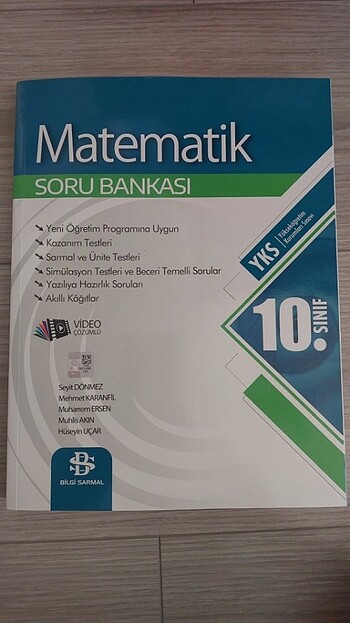 Matematik
SORU BANKASI
Yeni Öğretim Programına Uygun
Kazanım Testleri
Sarmal ve Ünite Testleri
Simülasyon Testleri ve Beceri Temelli Sorular
Yazılıya Hazırlık Soruları
Akıllı Kâğıtlar
YKS
Yükseköğretim
Kurumları Sınavı
10. SINIF
VİDEO
ÇÖZÜMLÜ
Seyit DÖNMEZ
Mehmet KARANFİL
Muharrem ERSEN
Muhlis AKIN
Hüseyin UÇAR
BS
BİLGİ SARMAL